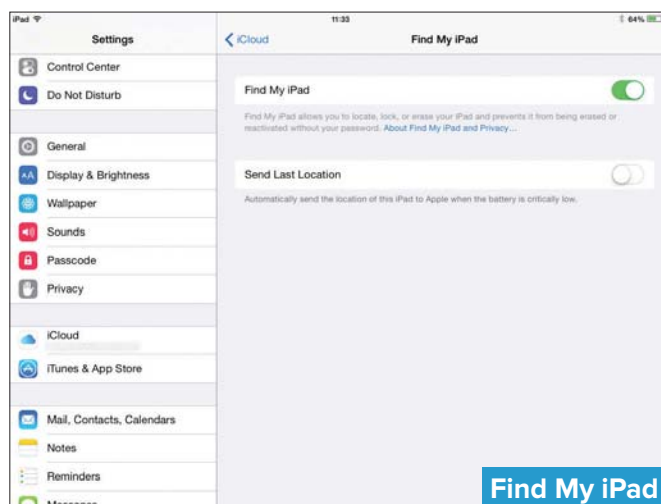 iPad 11:33 64%
Settings
Control Center
Do Not Disturb
General
Display & Brightness
Wallpaper
Sounds
Passcode
Privacy
iCloud
iTunes & App Store
Mail, Contacts, Calendars
Notes
Reminders
Messages
iCloud
Find My iPad
Find My iPad
Find My iPad allows you to locate, lock, or erase your iPad and prevents it from being erased or
reactivated without your password. About Find My iPad and Privacy...
Send Last Location
Automatically send the location of this iPad to Apple when the battery is critically low.
Find My iPad